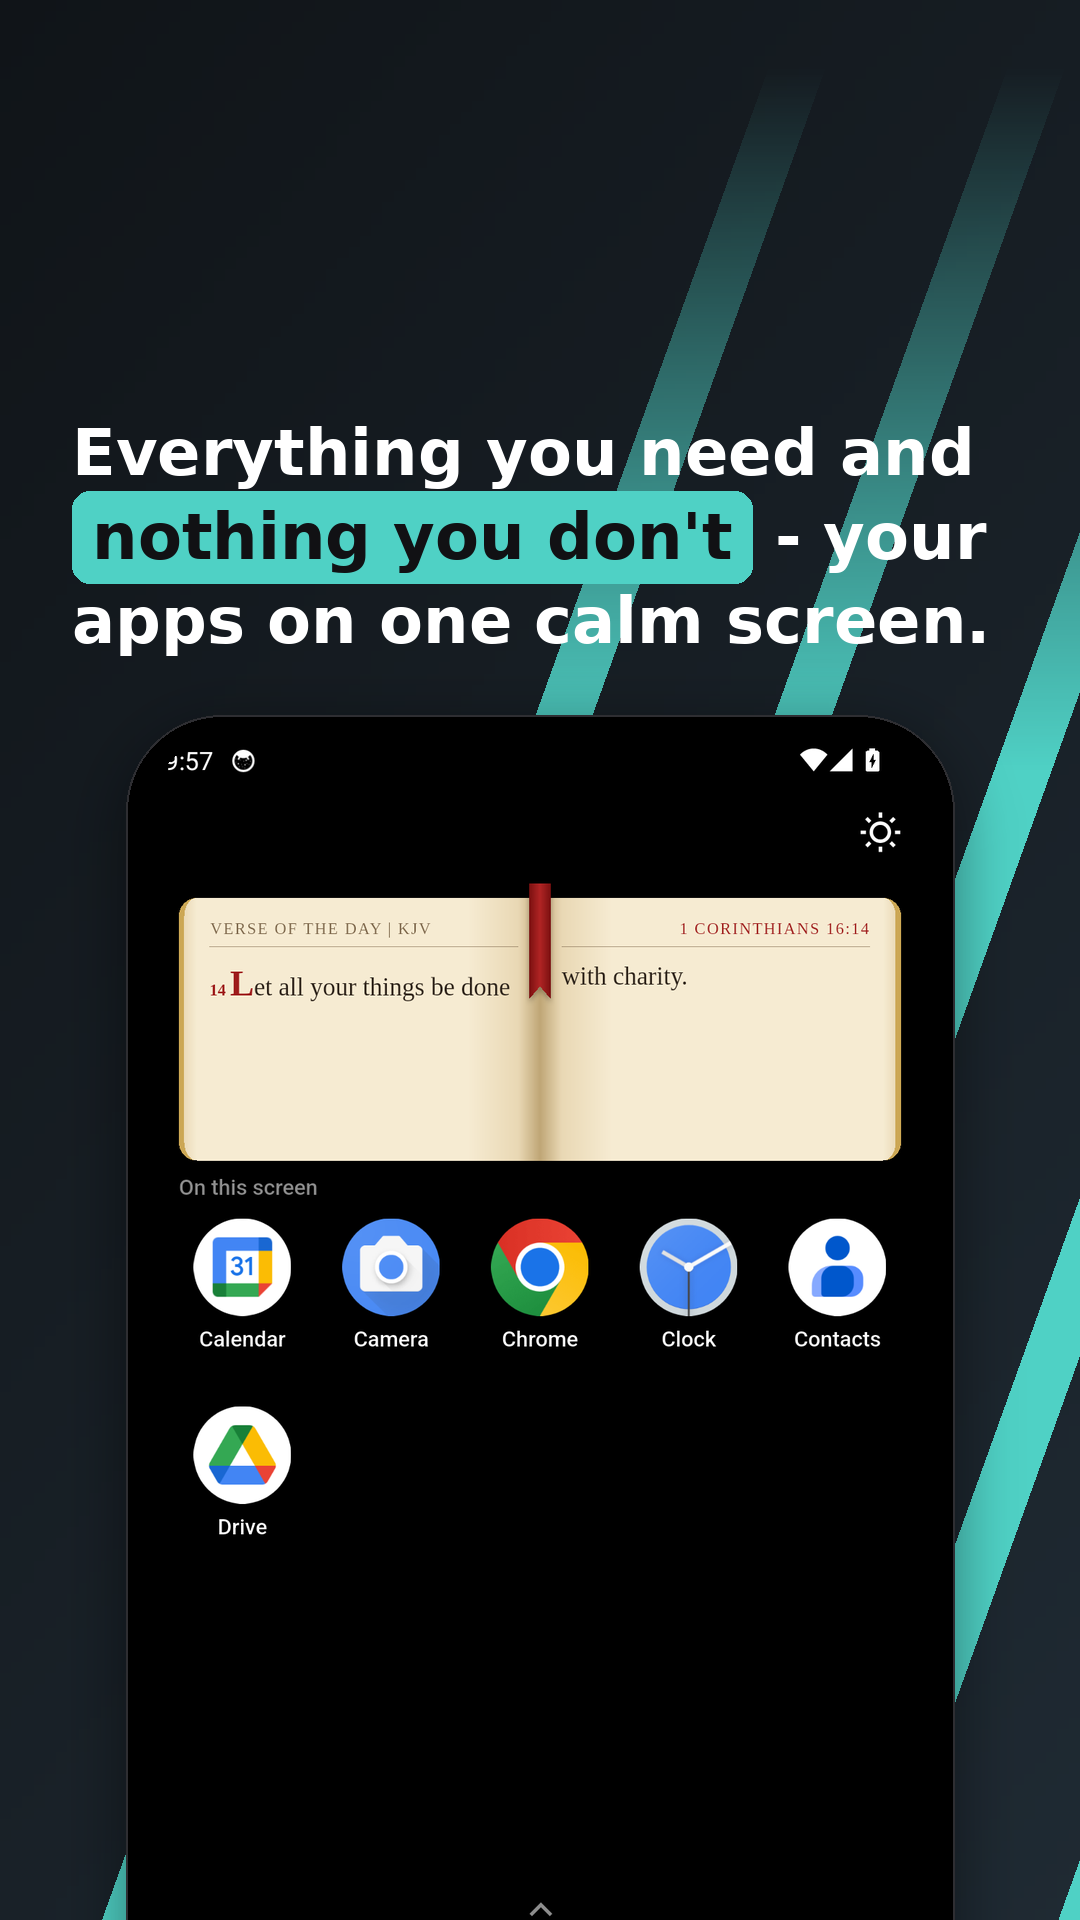 Everything you need and
nothing you don't - your
apps on one calm screen.
9:57
VERSE OF THE DAY | KJV
14 Let all your things be done
1 CORINTHIANS 16:14
with charity.
On this screen
31
Calendar Camera Chrome Clock Contacts
Drive